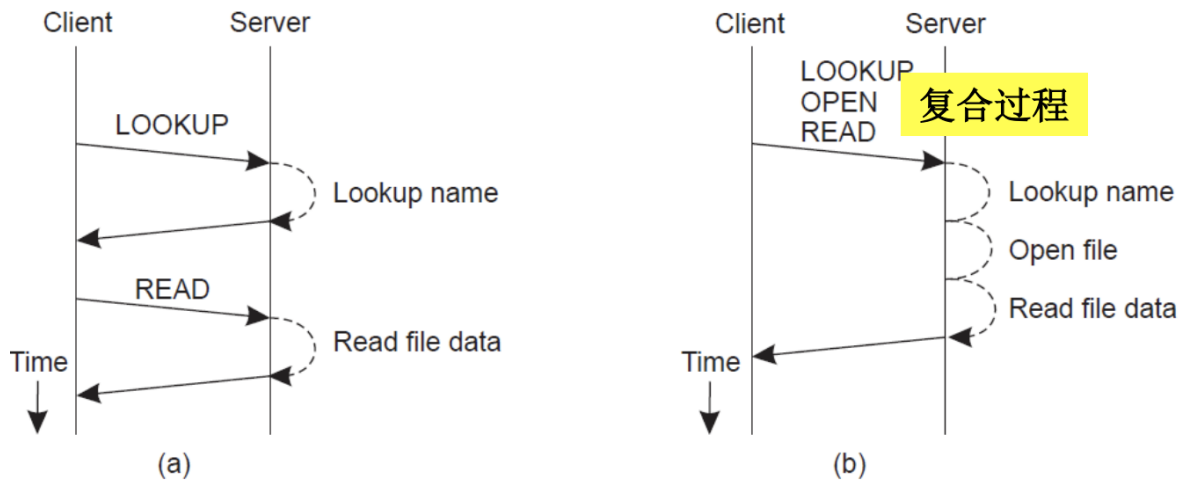 Client
Server
LOOKUP
Lookup name
READ
Read file data
Time
(a)
Client
Server
LOOKUP
OPEN
READ
复合过程
Lookup name
Open file
Read file data
Time
(b)